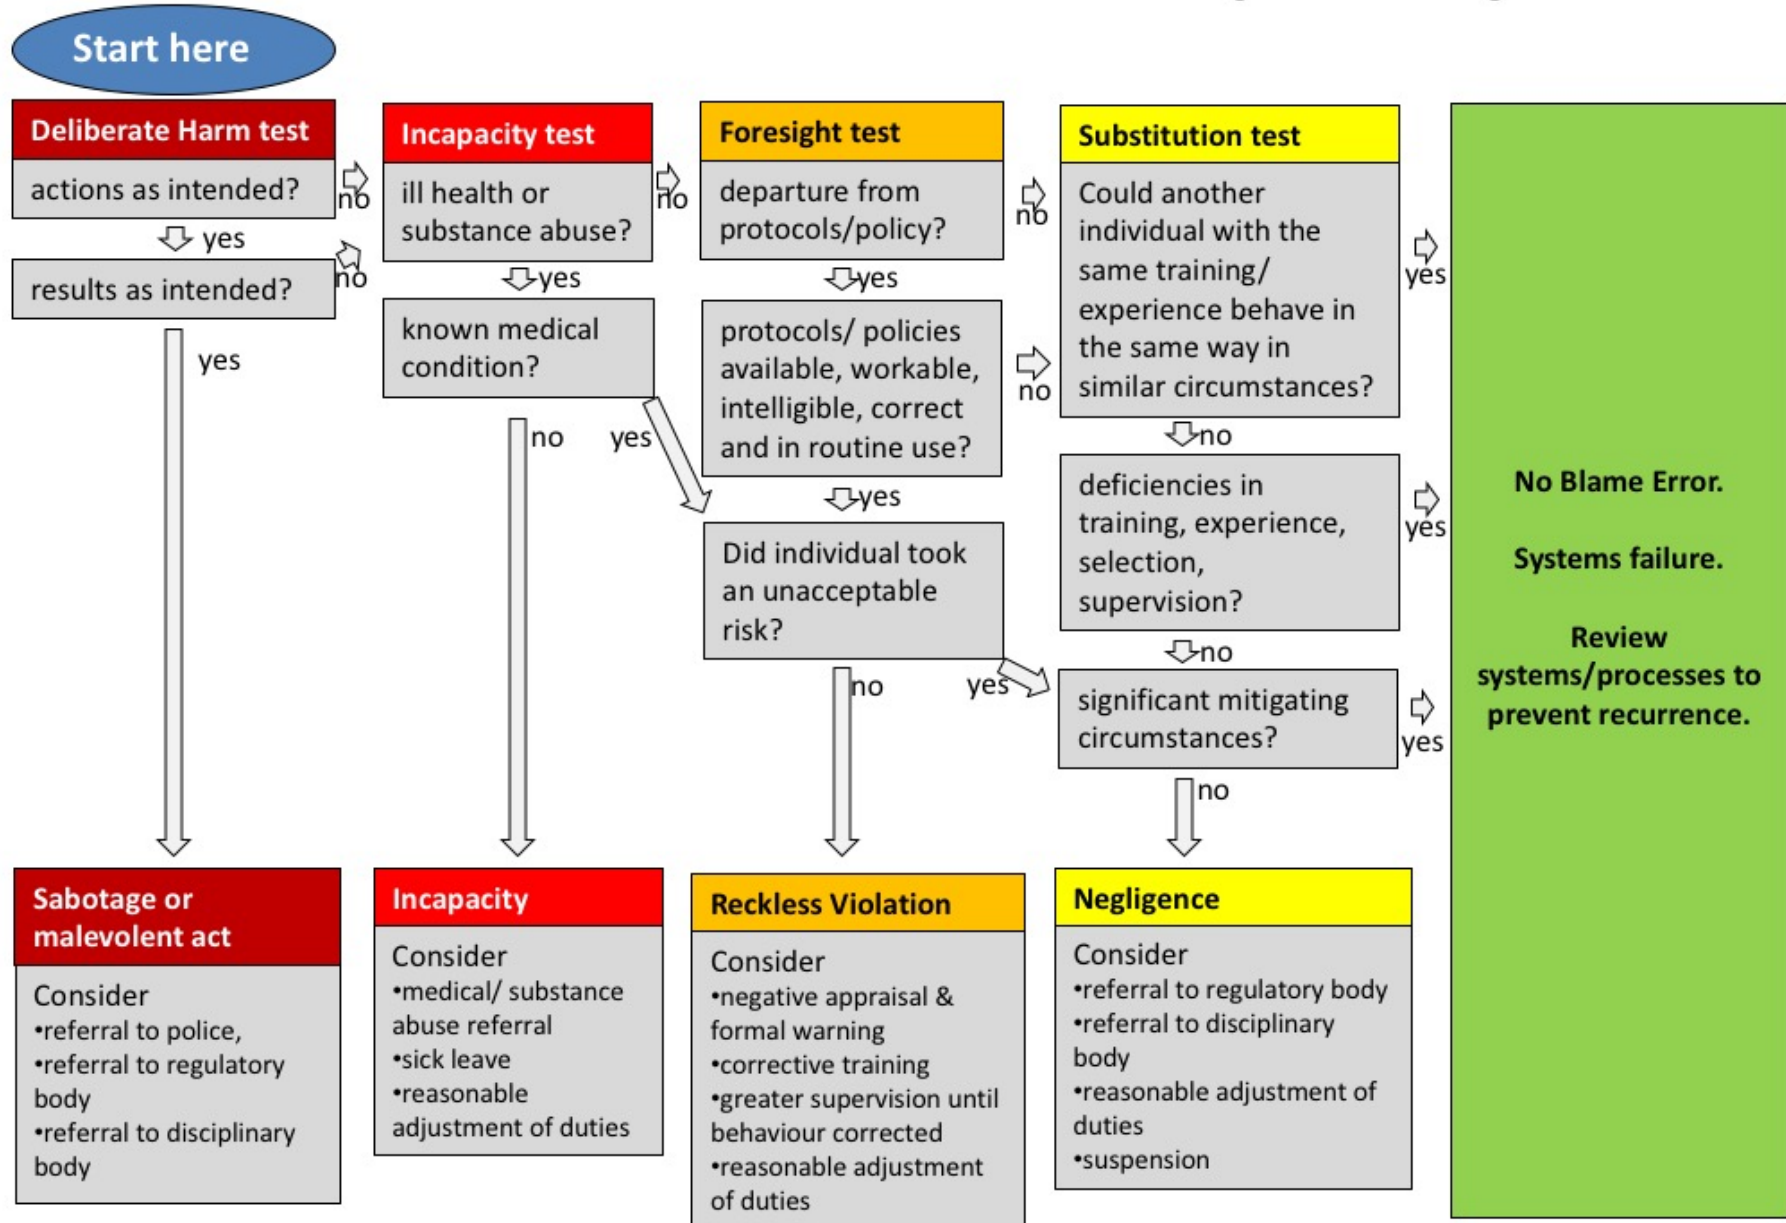 Start here
Deliberate Harm test
actions as intended?
no
yes
results as intended?
no
yes
Incapacity test
ill health or
substance abuse?
no
yes
known medical
condition?
no
yes
Foresight test
departure from
protocols/policy?
no
yes
protocols/ policies
available, workable,
intelligible, correct
and in routine use?
no
yes
Did individual took
an unacceptable
risk?
no
yes
Substitution test
Could another
individual with the
same training/
experience behave in
the same way in
similar circumstances?
yes
no
deficiencies in
training, experience,
selection,
supervision?
yes
no
significant mitigating
circumstances?
yes
no
No Blame Error.
Systems failure.
Review
systems/processes to
prevent recurrence.
Sabotage or
malevolent act
Consider
•referral to police,
•referral to regulatory
body
•referral to disciplinary
body
Incapacity
Consider
•medical/ substance
abuse referral
•sick leave
•reasonable
adjustment of duties
Reckless Violation
Consider
•negative appraisal &
formal warning
•corrective training
•greater supervision until
behaviour corrected
•reasonable adjustment
of duties
Negligence
Consider
•referral to regulatory body
•referral to disciplinary
body
•reasonable adjustment of
duties
•suspension